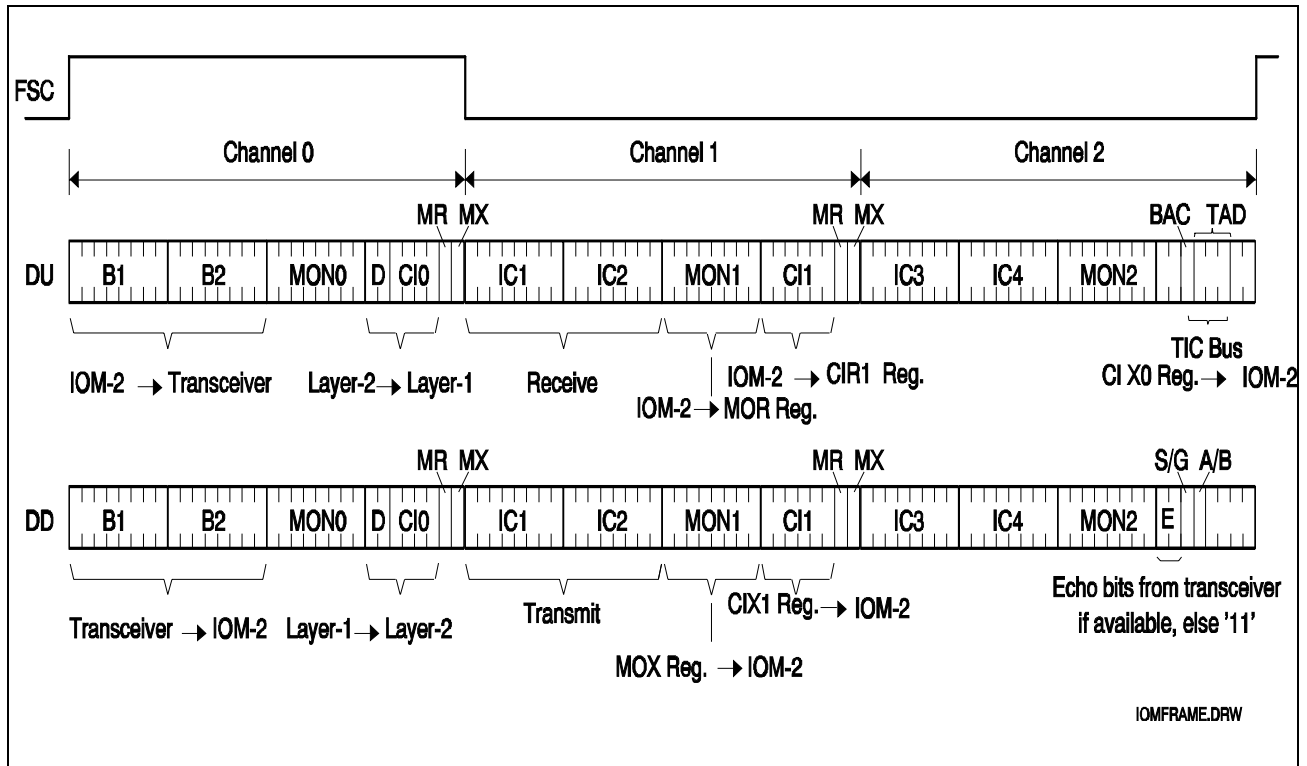 FSC
Channel 0 Channel 1 Channel 2
MR MX MR MX BAC TAD
DU B1 B2 MON0 D CI0 IC1 IC2 MON1 CI1 IC3 IC4 MON2
IOM-2 → Transceiver Layer-2 → Layer-1 Receive IOM-2 → CIR1 Reg. TIC Bus
IOM-2 → MOR Reg. CI X0 Reg. → IOM-2
MR MX MR MX S/G A/B
DD B1 B2 MON0 D CI0 IC1 IC2 MON1 CI1 IC3 IC4 MON2 E
Transceiver → IOM-2 Layer-1 → Layer-2 Transmit CIX1 Reg. → IOM-2 Echo bits from transceiver
if available, else '11'
MOX Reg. → IOM-2
IOMFRAME.DRW